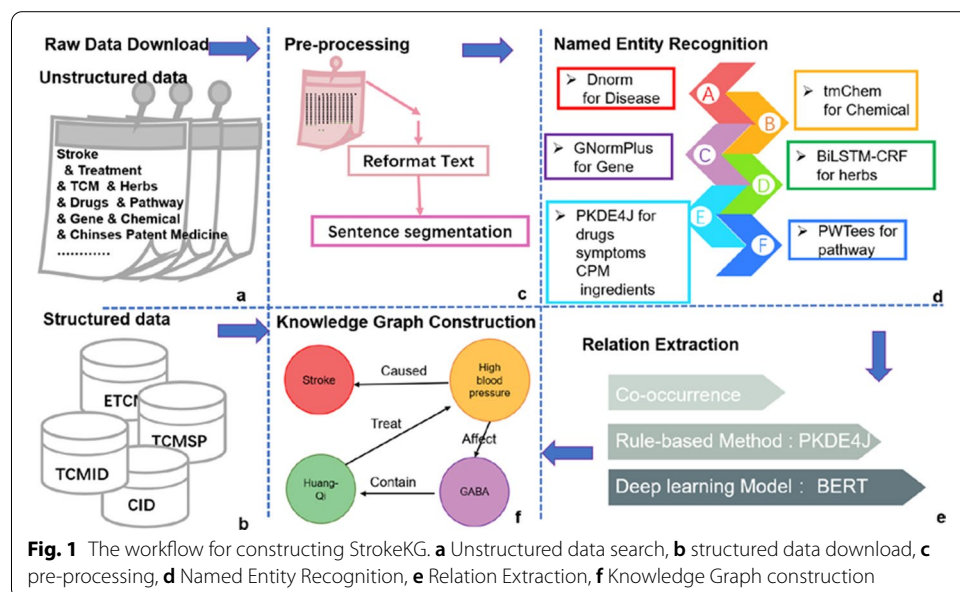 Raw Data Download
Unstructured data
Stroke
& Treatment
& TCM & Herbs
& Drugs & Pathway
& Gene & Chemical
& Chinses Patent Medicine
............
a
Pre-processing
Reformat Text
Sentence segmentation
c
Named Entity Recognition
➢ Dnorm
for Disease
A
➢ tmChem
for Chemical
B
➢ GNormPlus
for Gene
C
➢ BiLSTM-CRF
for herbs
D
➢ PKDE4J for
drugs
symptoms
CPM
ingredients
E
➢ PWTees for
pathway
F
d
Structured data
ETCM
TCMSP
TCMID
CID
b
Knowledge Graph Construction
Stroke
Caused
High
blood
pressure
Treat
Affect
Huang-
Qi
Contain
GABA
f
Relation Extraction
Co-occurrence
Rule-based Method : PKDE4J
Deep learning Model : BERT
e
Fig. 1 The workflow for constructing StrokeKG. a Unstructured data search, b structured data download, c
pre-processing, d Named Entity Recognition, e Relation Extraction, f Knowledge Graph construction